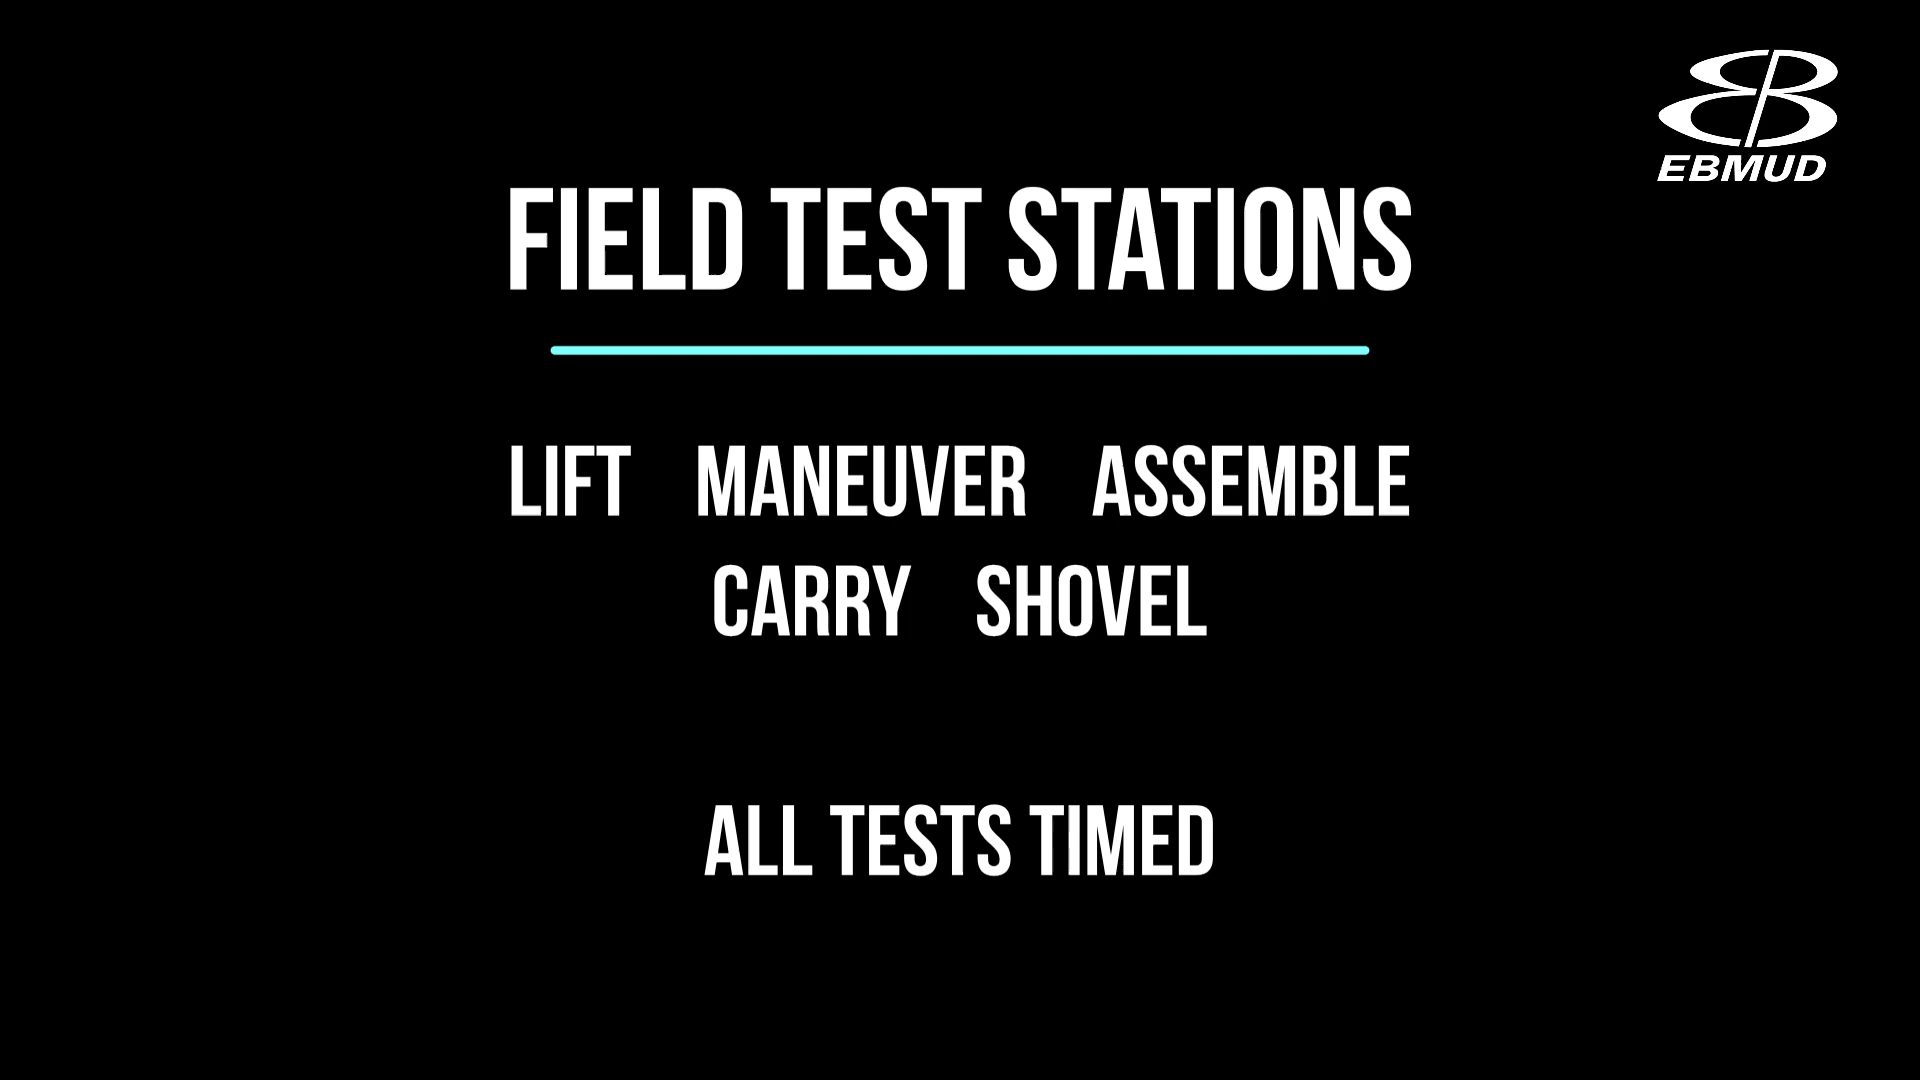 EBMUD
FIELD TEST STATIONS
LIFT MANEUVER ASSEMBLE
CARRY SHOVEL
ALL TESTS TIMED